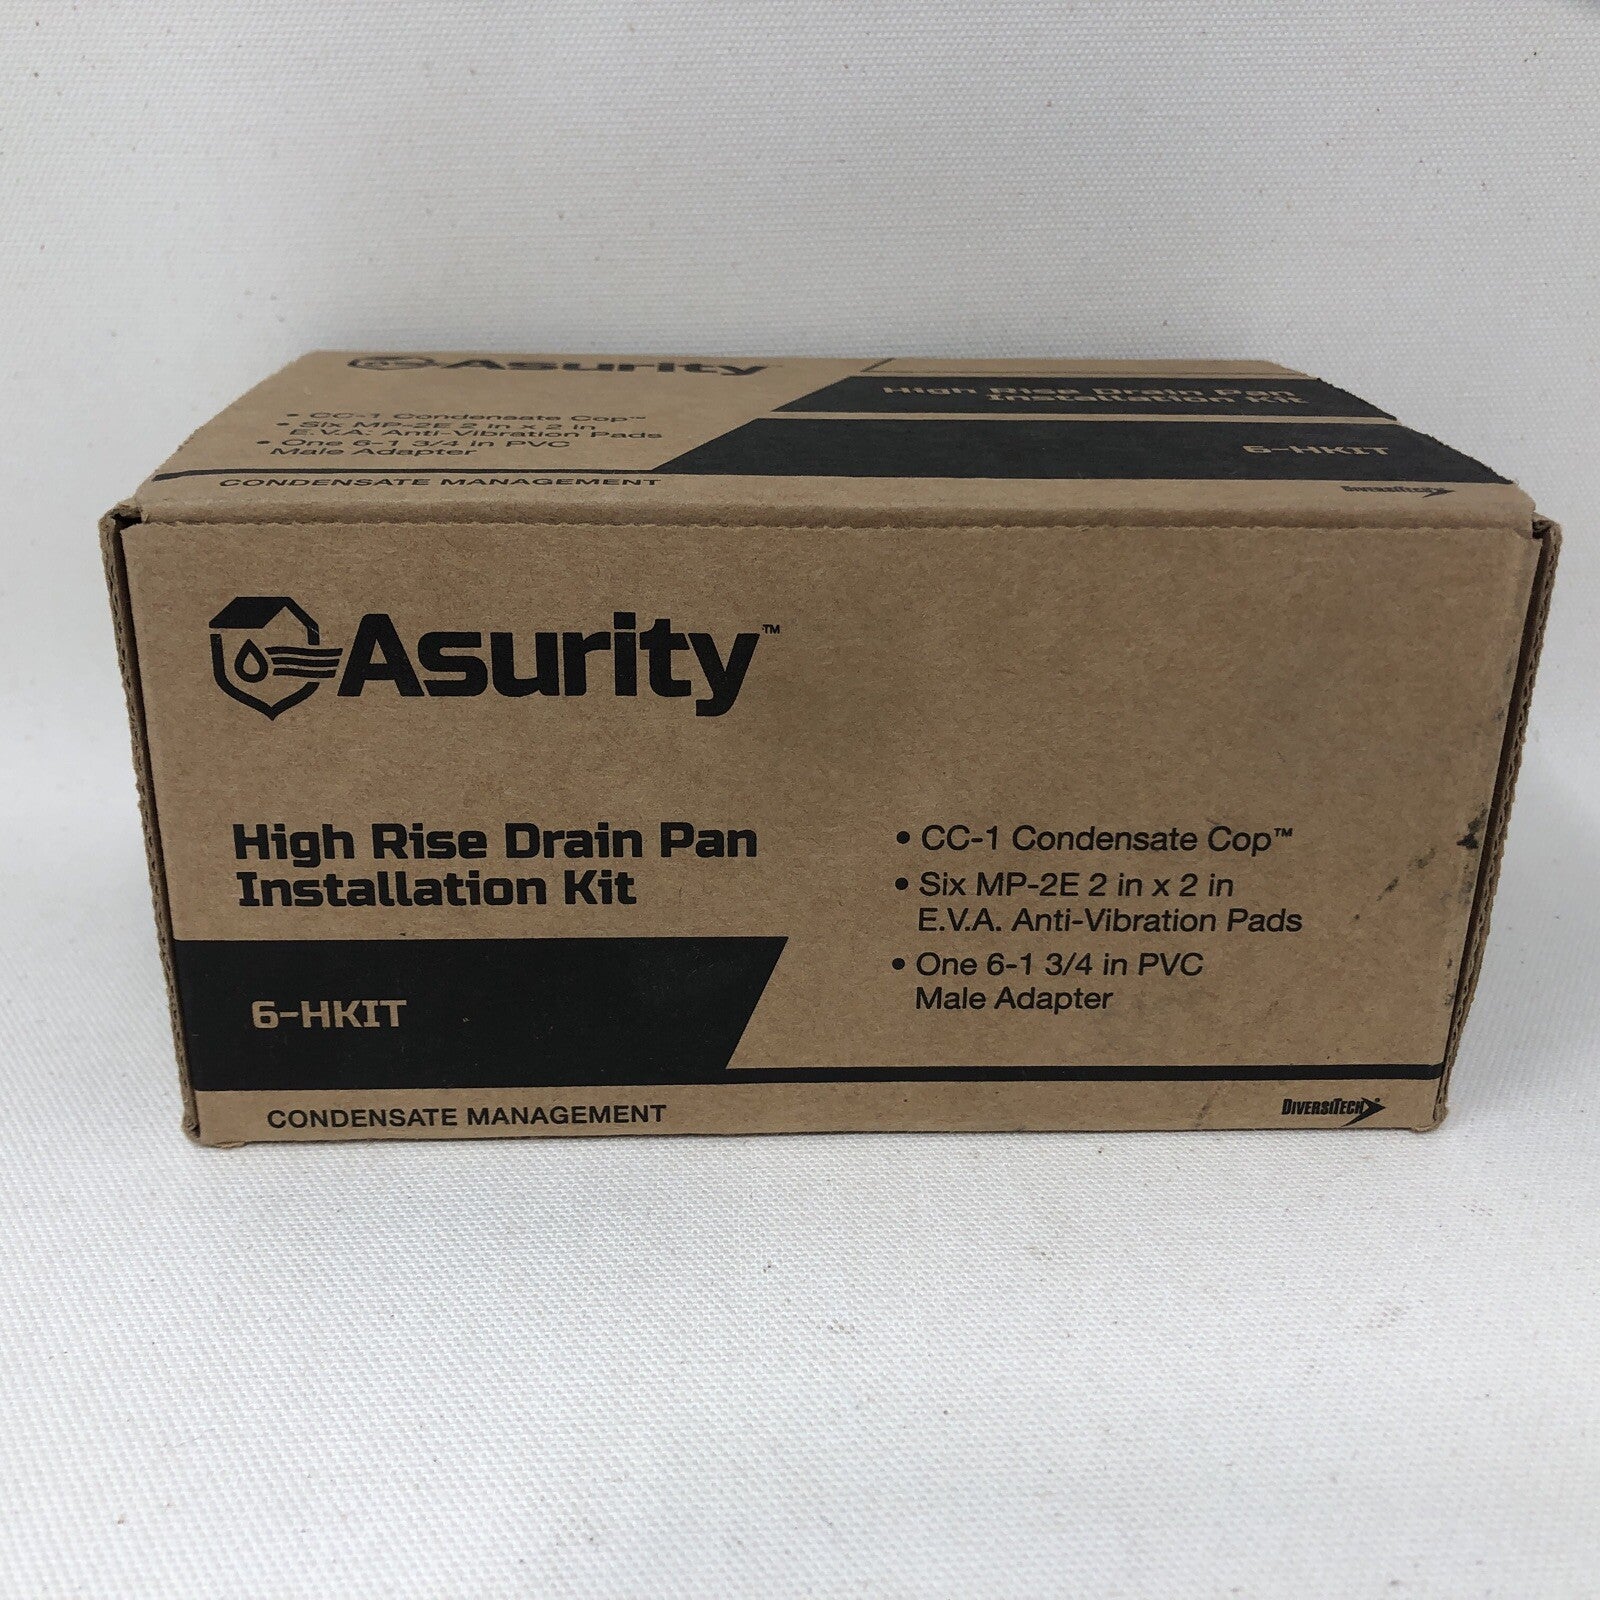 Asurity
• CC-1 Condensate Cop™
• Six MP-2E 2 in x 2 in
E.V.A. Anti-Vibration Pads
• One 6-1 3/4 in PVC
Male Adapter
High Rise Drain Pan
Installation Kit
6-HKIT
CONDENSATE MANAGEMENT
DIVERSITECH
Asurity™
High Rise Drain Pan
Installation Kit
6-HKIT
• CC-1 Condensate Cop™
• Six MP-2E 2 in x 2 in
E.V.A. Anti-Vibration Pads
• One 6-1 3/4 in PVC
Male Adapter
CONDENSATE MANAGEMENT
DIVERSITECH®